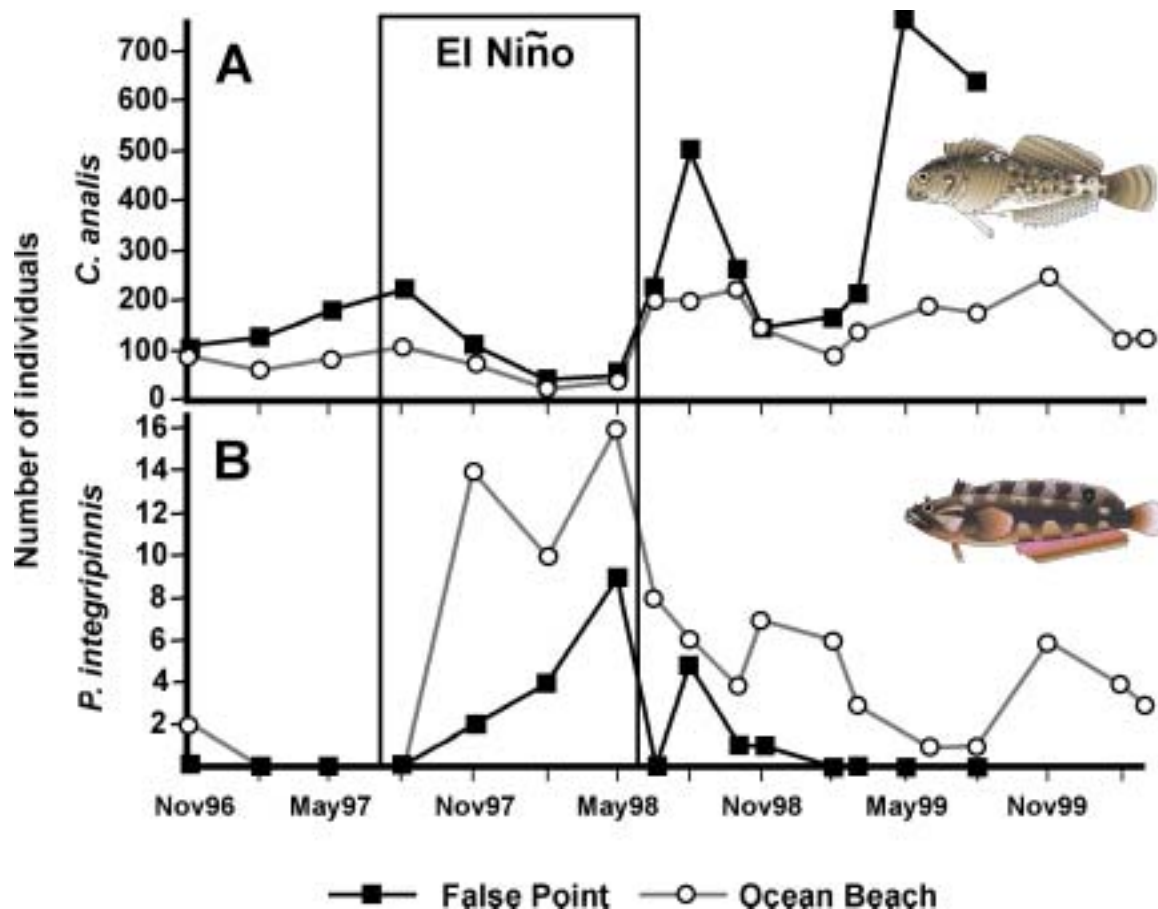 A
El Niño
700
600
500
400
300
200
100
0
C. analis
Number of individuals
B
16
14
12
10
8
6
4
2
P. integripinnis
Nov96 May97 Nov97 May98 Nov98 May99 Nov99
False Point Ocean Beach